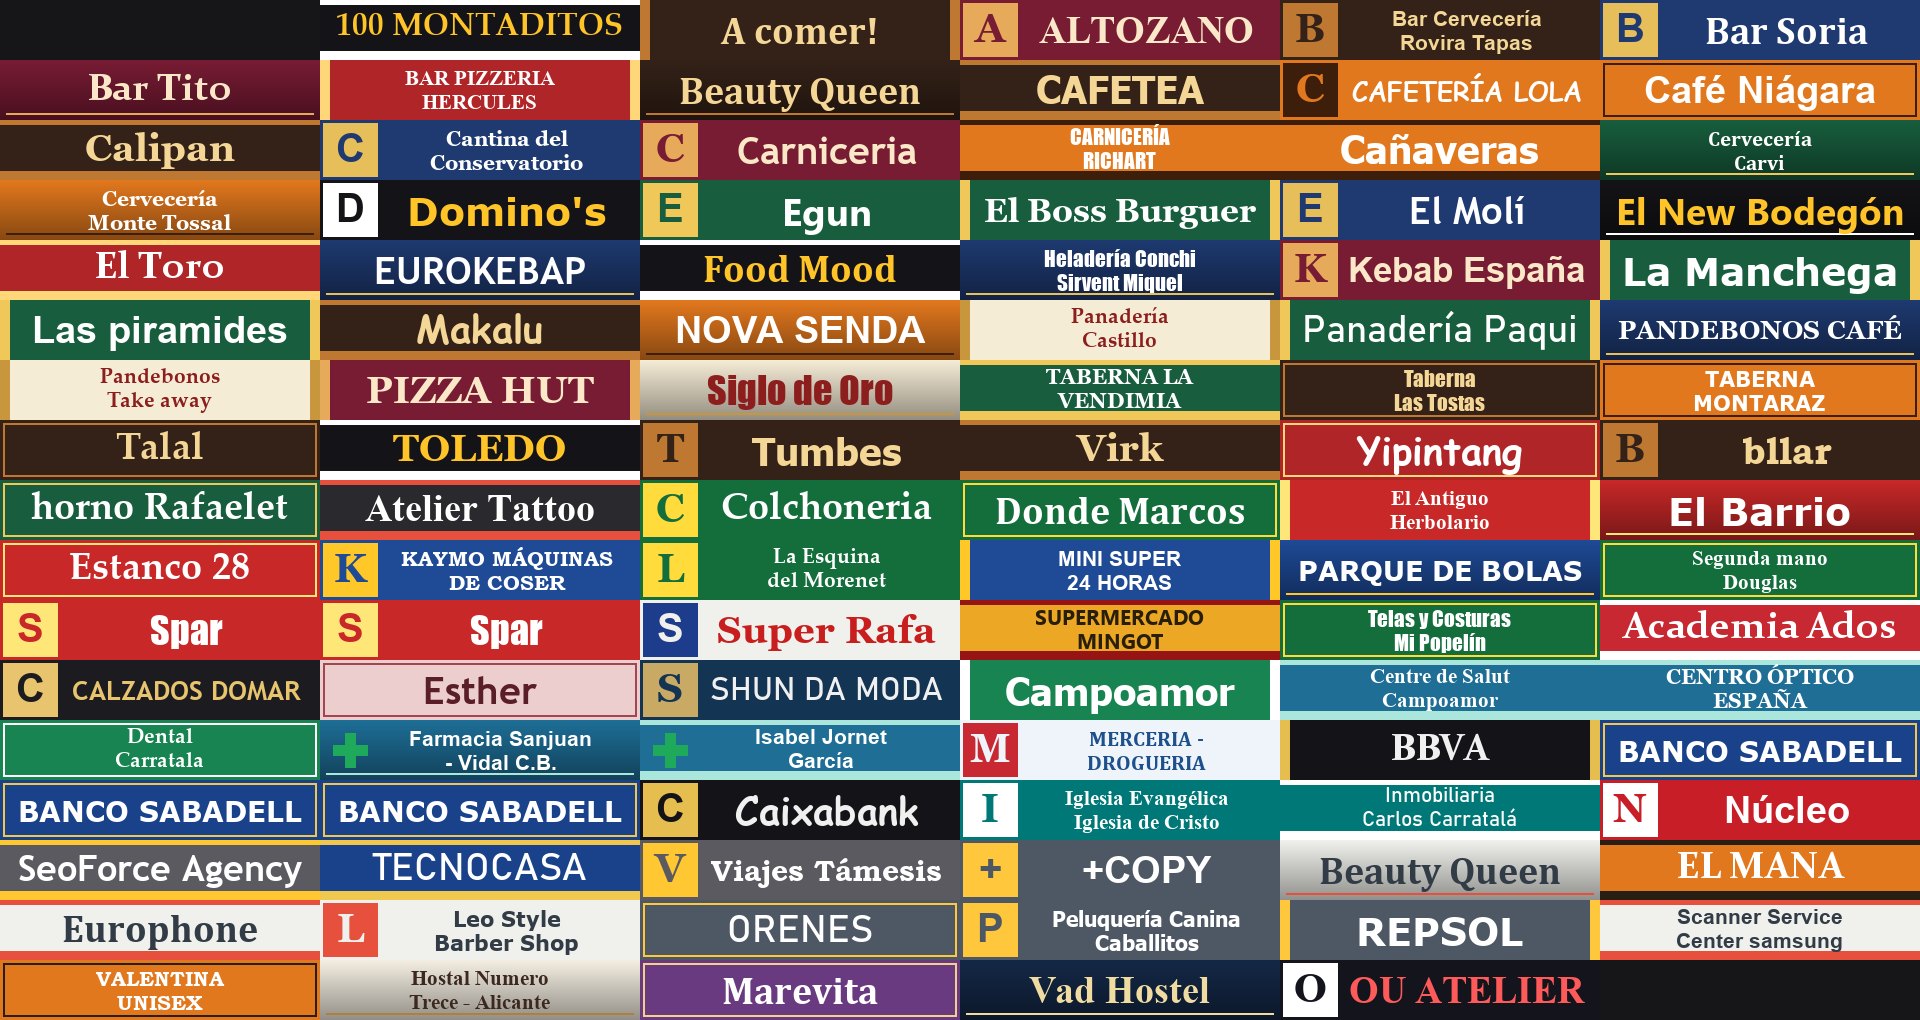 100 MONTADITOS
A comer!
A ALTOZANO
B Bar Cervecería
Rovira Tapas
B Bar Soria
Bar Tito
BAR PIZZERIA
HERCULES
Beauty Queen
CAFETEA
C CAFETERÍA LOLA
Café Niágara
Calipan
C Cantina del
Conservatorio
C Carniceria
CARNICERÍA
RICHART
Cañaveras
Cervecería
Carvi
Cervecería
Monte Tossal
D Domino's
E Egun
El Boss Burguer
E El Molí
El New Bodegón
El Toro
EUROKEBAP
Food Mood
Heladería Conchi
Sirvent Miquel
K Kebab España
La Manchega
Las piramides
Makalu
NOVA SENDA
Panadería
Castillo
Panadería Paqui
PANDEBONOS CAFÉ
Pandebonos
Take away
PIZZA HUT
Siglo de Oro
TABERNA LA
VENDIMIA
Taberna
Las Tostas
TABERNA
MONTARAZ
Talal
TOLEDO
T Tumbes
Virk
Yipintang
B bllar
horno Rafaelet
Atelier Tattoo
C Colchoneria
Donde Marcos
El Antiguo
Herbolario
El Barrio
Estanco 28
K KAYMO MÁQUINAS
DE COSER
L La Esquina
del Morenet
MINI SUPER
24 HORAS
PARQUE DE BOLAS
Segunda mano
Douglas
S Spar
S Spar
S Super Rafa
SUPERMERCADO
MINGOT
Telas y Costuras
Mi Popelín
Academia Ados
C CALZADOS DOMAR
Esther
S SHUN DA MODA
Campoamor
Centre de Salut
Campoamor
CENTRO ÓPTICO
ESPAÑA
Dental
Carratala
Farmacia Sanjuan
- Vidal C.B.
Isabel Jornet
García
M MERCERIA -
DROGUERIA
BBVA
BANCO SABADELL
BANCO SABADELL
BANCO SABADELL
C Caixabank
I Iglesia Evangélica
Iglesia de Cristo
Inmobiliaria
Carlos Carratalá
N Núcleo
SeoForce Agency
TECNOCASA
V Viajes Támesis
+ +COPY
Beauty Queen
EL MANA
Europhone
L Leo Style
Barber Shop
ORENES
P Peluquería Canina
Caballitos
REPSOL
Scanner Service
Center samsung
VALENTINA
UNISEX
Hostal Numero
Trece - Alicante
Marevita
Vad Hostel
O OU ATELIER